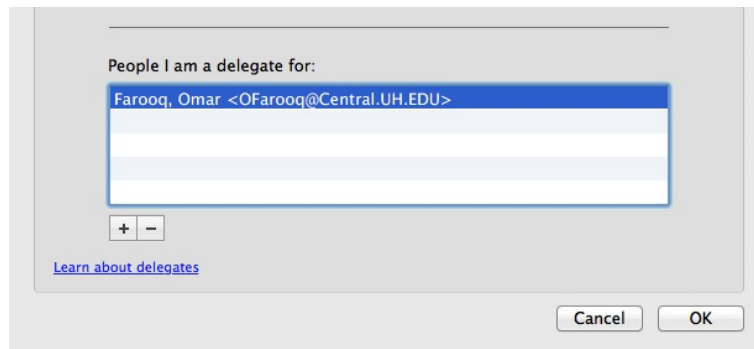 People I am a delegate for:
Farooq, Omar <OFarooq@Central.UH.EDU>
+ −
Learn about delegates
Cancel OK